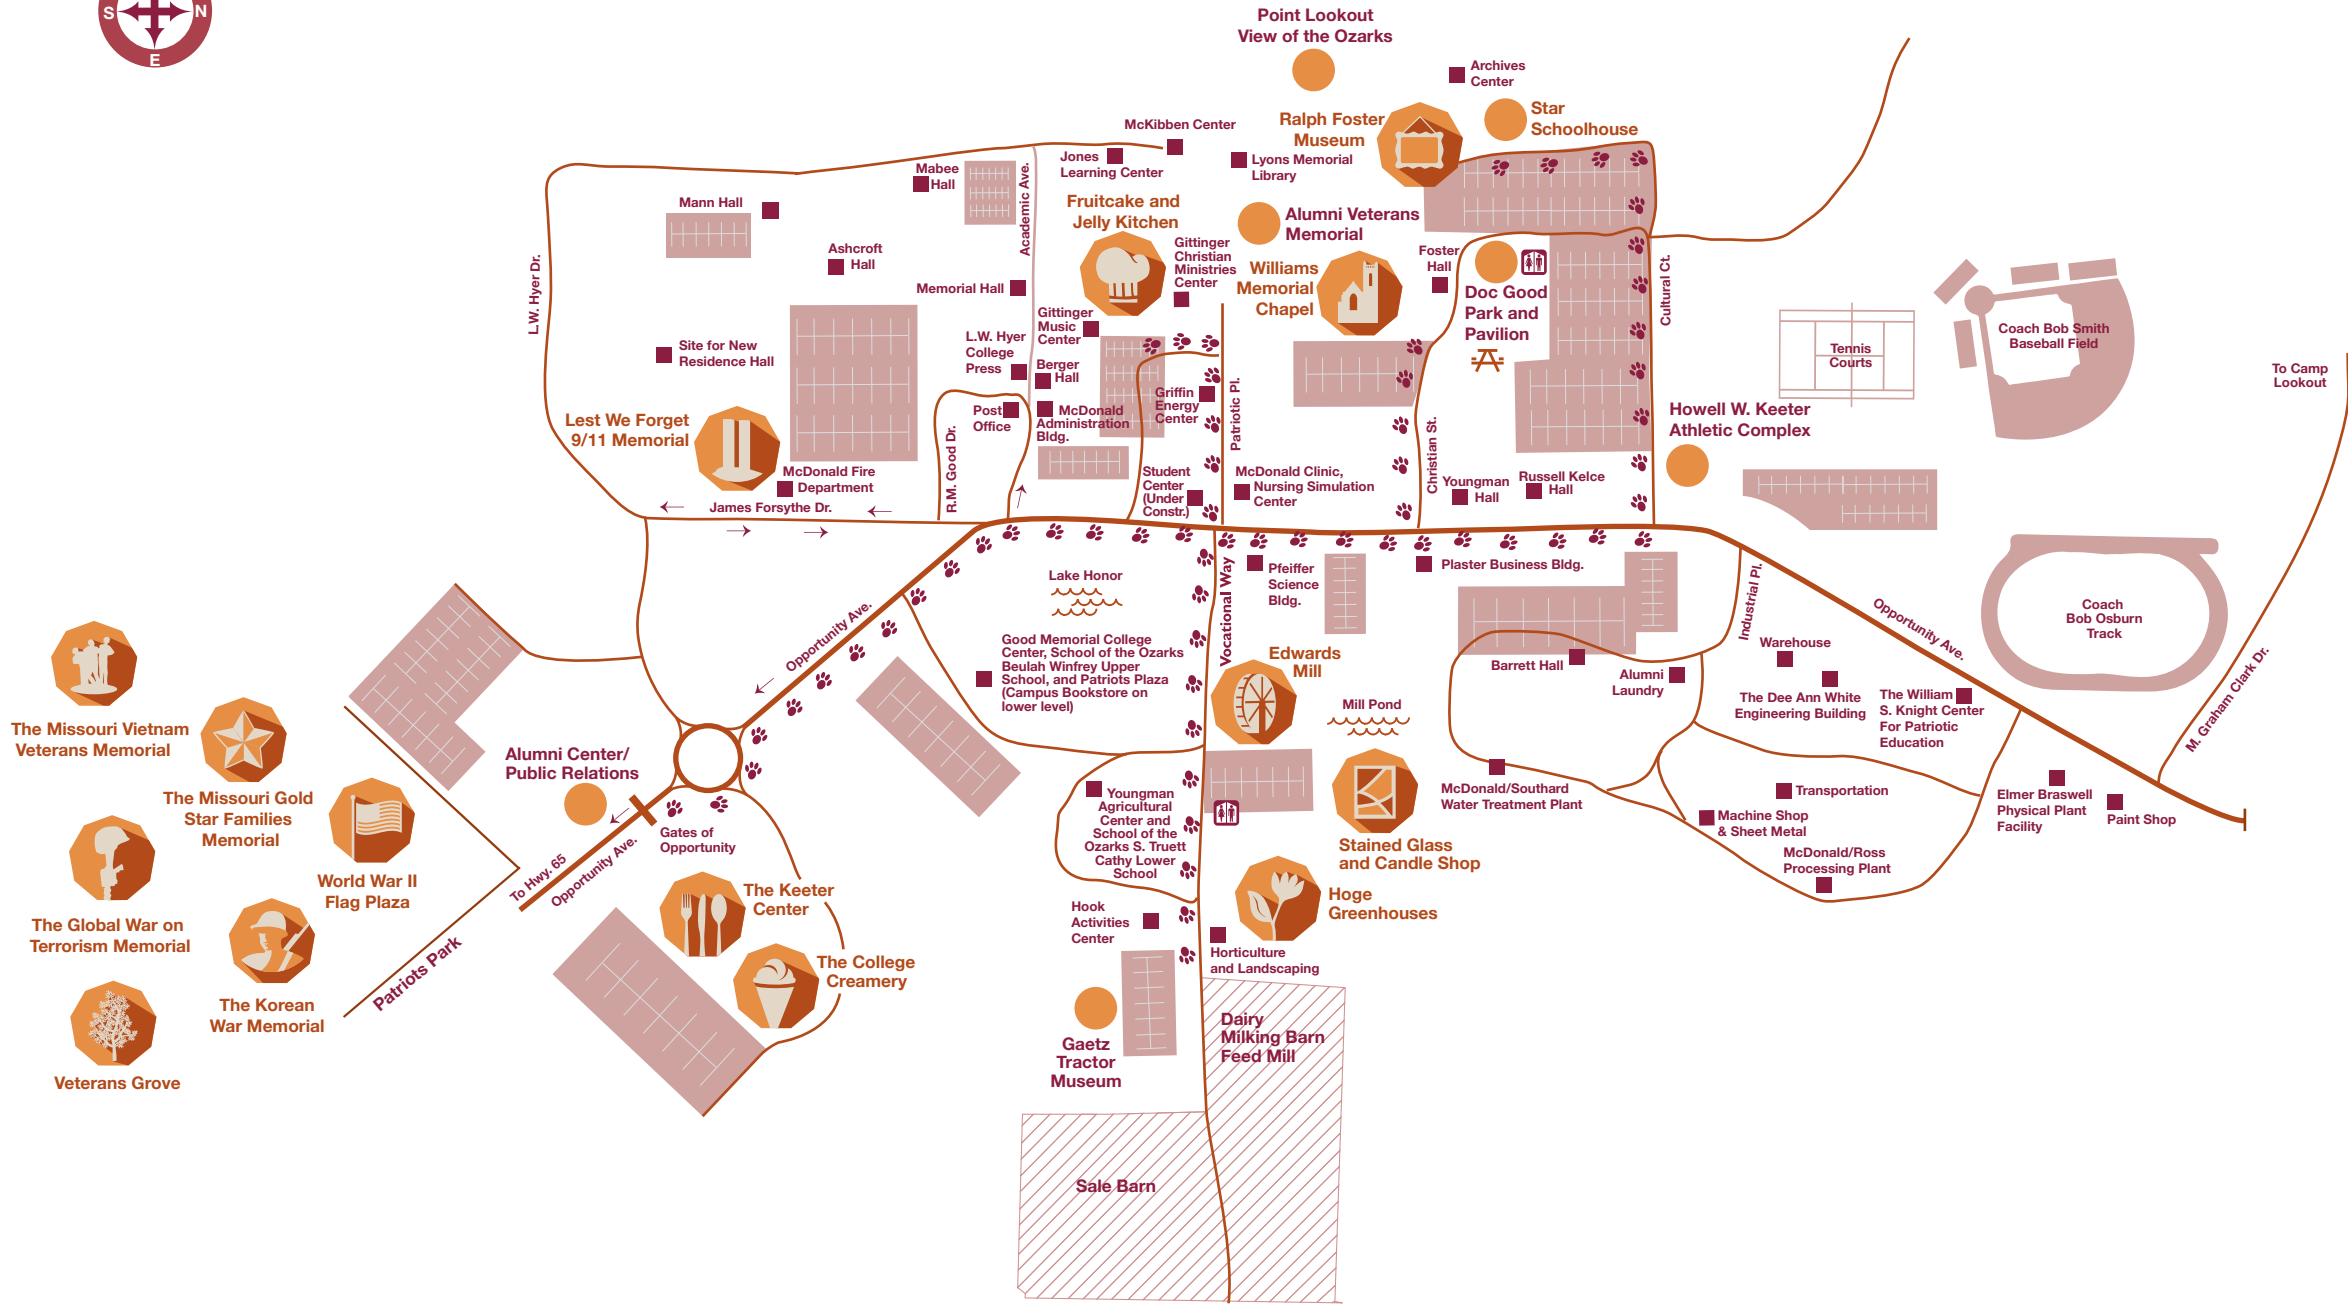 S
N
E
Point Lookout
View of the Ozarks
Archives
Center
Star
Schoolhouse
Ralph Foster
Museum
McKibben Center
Jones
Learning Center
Lyons Memorial
Library
Mabee
Hall
Academic Ave.
Mann Hall
Fruitcake and
Jelly Kitchen
Alumni Veterans
Memorial
Gittinger
Christian
Ministries
Center
Ashcroft
Hall
Foster
Hall
Williams
Memorial
Chapel
Doc Good
Park and
Pavilion
Cultural Ct.
L.W. Hyer Dr.
Memorial Hall
Gittinger
Music
Center
L.W. Hyer
College
Press
Berger
Hall
Site for New
Residence Hall
Coach Bob Smith
Baseball Field
Tennis
Courts
To Camp
Lookout
Post
Office
McDonald
Administration
Bldg.
Griffin
Energy
Center
Patriotic Pl.
Howell W. Keeter
Athletic Complex
Lest We Forget
9/11 Memorial
R.M. Good Dr.
Christian St.
McDonald Fire
Department
Student
Center
(Under
Constr.)
McDonald Clinic,
Nursing Simulation
Center
Youngman
Hall
Russell Kelce
Hall
James Forsythe Dr.
Lake Honor
Vocational Way
Pfeiffer
Science
Bldg.
Plaster Business Bldg.
Industrial Pl.
Opportunity Ave.
Coach
Bob Osburn
Track
Opportunity Ave.
Good Memorial College
Center, School of the Ozarks
Beulah Winfrey Upper
School, and Patriots Plaza
(Campus Bookstore on
lower level)
Edwards
Mill
Barrett Hall
Alumni
Laundry
Warehouse
The Dee Ann White
Engineering Building
The William
S. Knight Center
For Patriotic
Education
M. Graham Clark Dr.
Mill Pond
The Missouri Vietnam
Veterans Memorial
The Missouri Gold
Star Families
Memorial
Alumni Center/
Public Relations
Gates of
Opportunity
To Hwy. 65
Opportunity Ave.
World War II
Flag Plaza
The Global War on
Terrorism Memorial
The Korean
War Memorial
Patriots Park
Veterans Grove
The Keeter
Center
The College
Creamery
Youngman
Agricultural
Center and
School of the
Ozarks S. Truett
Cathy Lower
School
Stained Glass
and Candle Shop
McDonald/Southard
Water Treatment Plant
Transportation
Machine Shop
& Sheet Metal
McDonald/Ross
Processing Plant
Elmer Braswell
Physical Plant
Facility
Paint Shop
Hook
Activities
Center
Hoge
Greenhouses
Horticulture
and Landscaping
Gaetz
Tractor
Museum
Dairy
Milking Barn
Feed Mill
Sale Barn